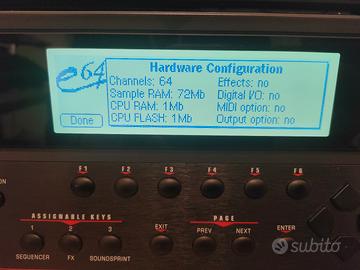 e64
Hardware Configuration
Channels: 64
Effects: no
Sample RAM: 72Mb
Digital I/O: no
CPU RAM: 1Mb
MIDI option: no
CPU FLASH: 1Mb
Output option: no
Done
F1 F2 F3 F4 F5 F6
ASSIGNABLE KEYS
PAGE
1 2 3 EXIT PREV NEXT ENTER
SEQUENCER FX SOUNDSPRINT
subito